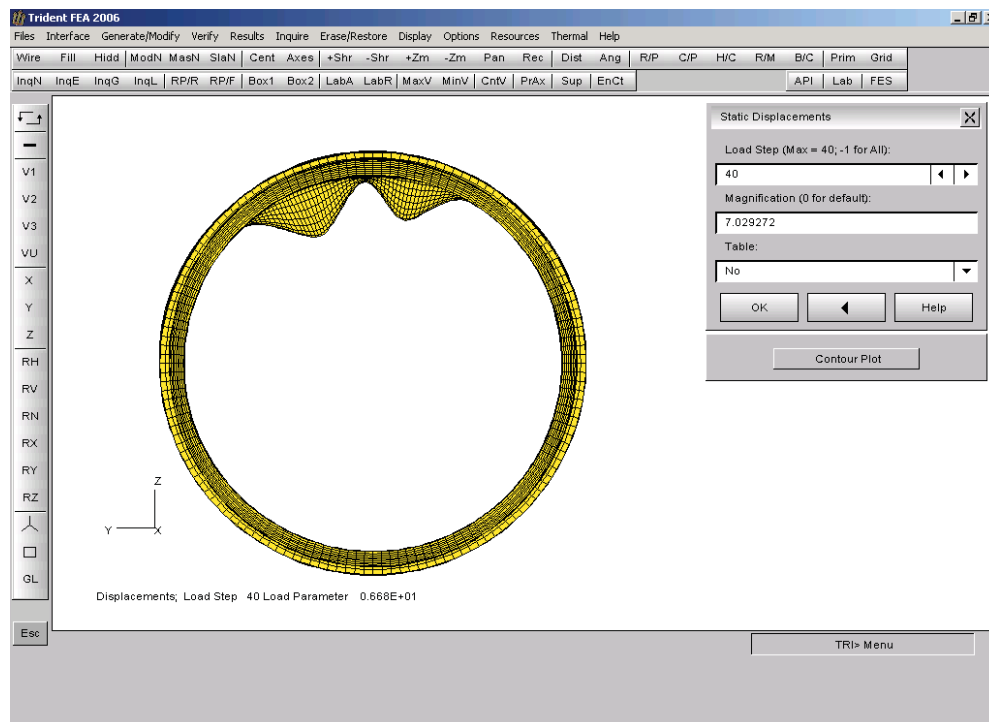 Trident FEA 2006
Files Interface Generate/Modify Verify Results Inquire Erase/Restore Display Options Resources Thermal Help
Wire Fill Hidd ModN MasN SlaN Cent Axes +Shr -Shr +Zm -Zm Pan Rec Dist Ang R/P C/P H/C R/M B/C Prim Grid
InqN InqE InqG InqL RP/R RP/F Box1 Box2 LabA LabR MaxV MinV CntV PrAx Sup EnCt API Lab FES
V1
V2
V3
VU
X
Y
Z
RH
RV
RN
RX
RY
RZ
GL
Esc
Static Displacements
Load Step (Max = 40; -1 for All):
40
Magnification (0 for default):
7.029272
Table:
No
OK Help
Contour Plot
Z
Y X
Displacements; Load Step 40 Load Parameter 0.668E+01
TRI> Menu